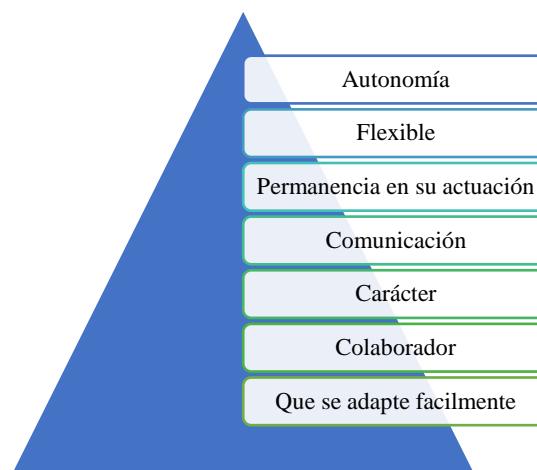 Autonomía
Flexible
Permanencia en su actuación
Comunicación
Carácter
Colaborador
Que se adapte facilmente